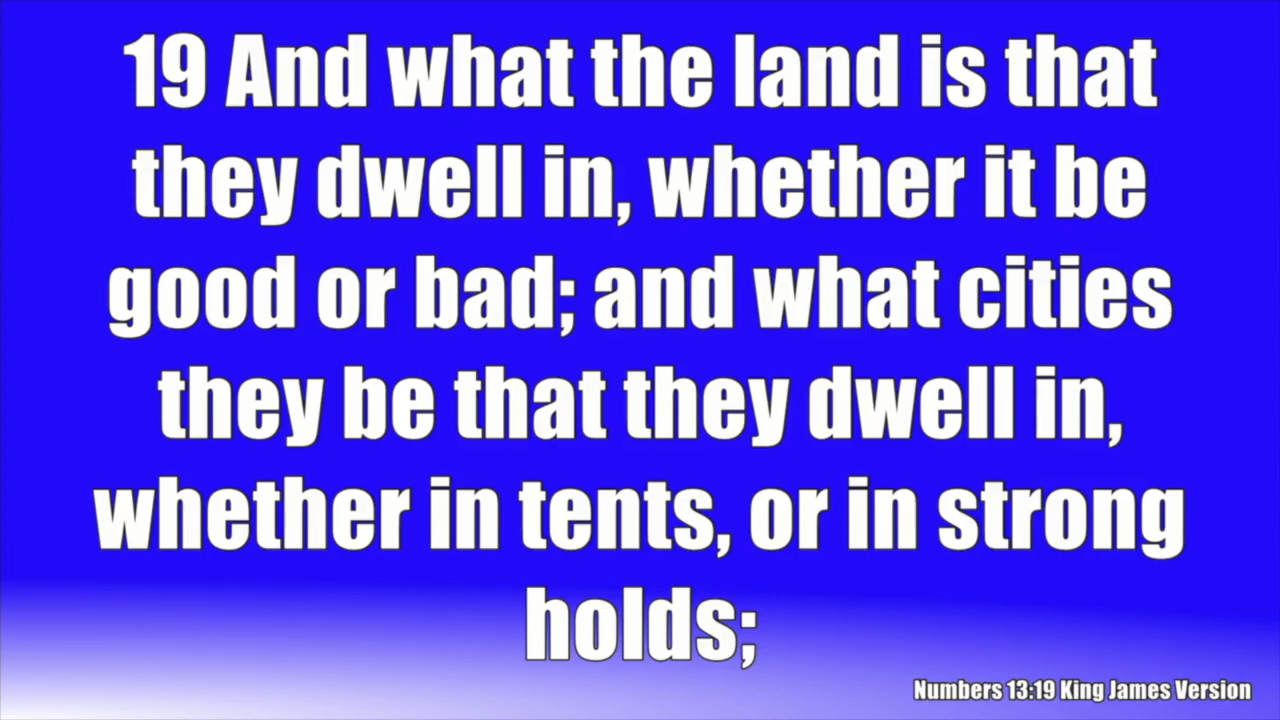 19 And what the land is that
they dwell in, whether it be
good or bad; and what cities
they be that they dwell in,
whether in tents, or in strong
holds;
Numbers 13:19 King James Version